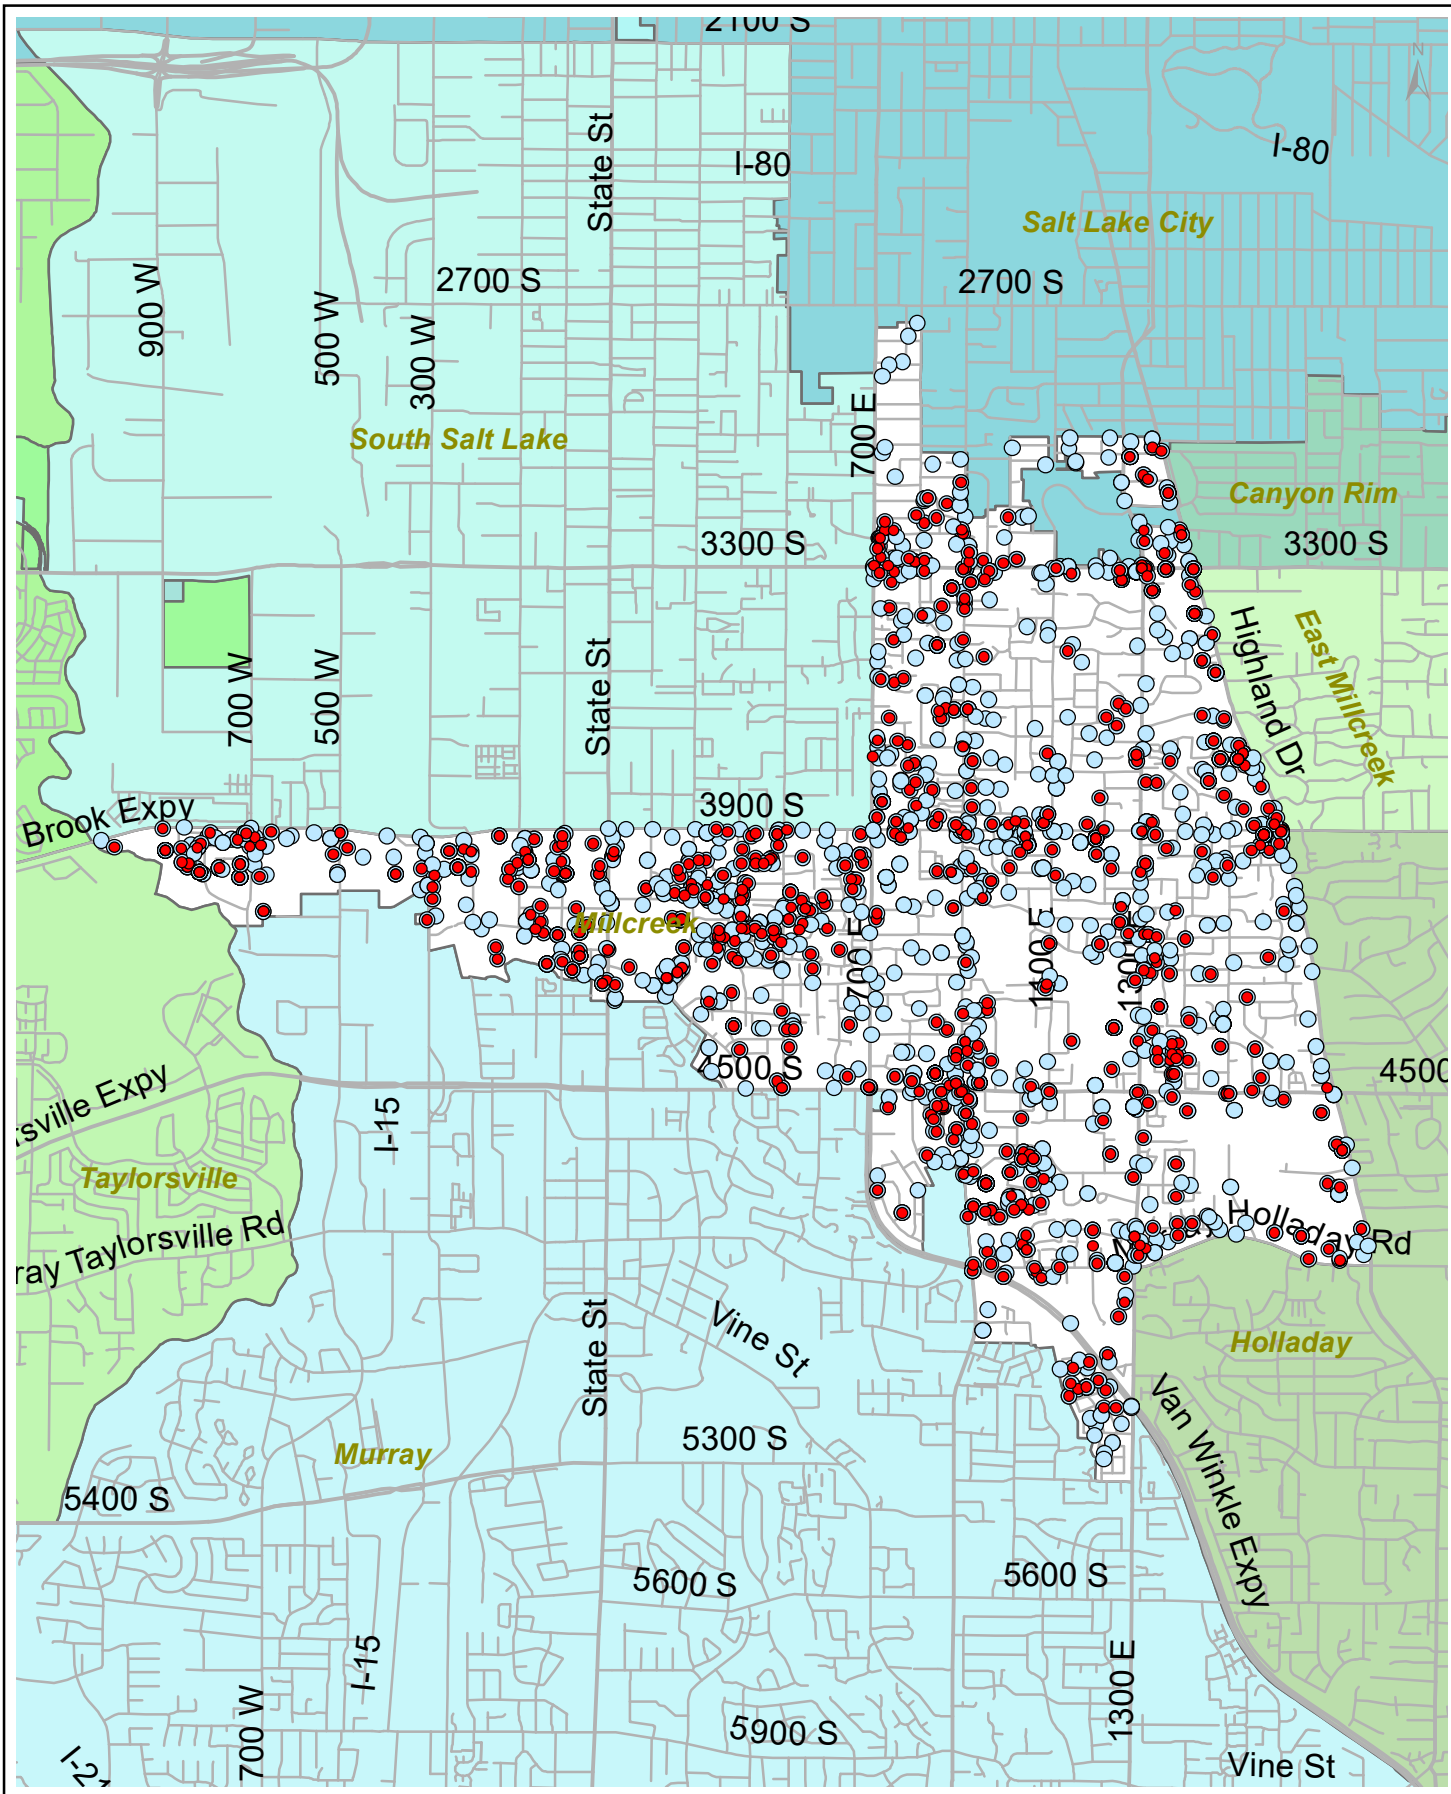 2100 S
N
State St
I-80
I-80
Salt Lake City
2700 S
2700 S
900 W
500 W
300 W
700 E
South Salt Lake
Canyon Rim
3300 S
3300 S
Highland Dr
East Millcreek
700 W
500 W
State St
3900 S
Brook Expy
Millcreek
700 E
1100 E
1300 E
4500 S
4500
rsville Expy
I-15
Taylorsville
ray Taylorsville Rd
Murray Holladay Rd
State St
Vine St
Holladay
Van Winkle Expy
Murray
5300 S
5400 S
5600 S
5600 S
I-15
700 W
1300 E
5900 S
I-21
Vine St